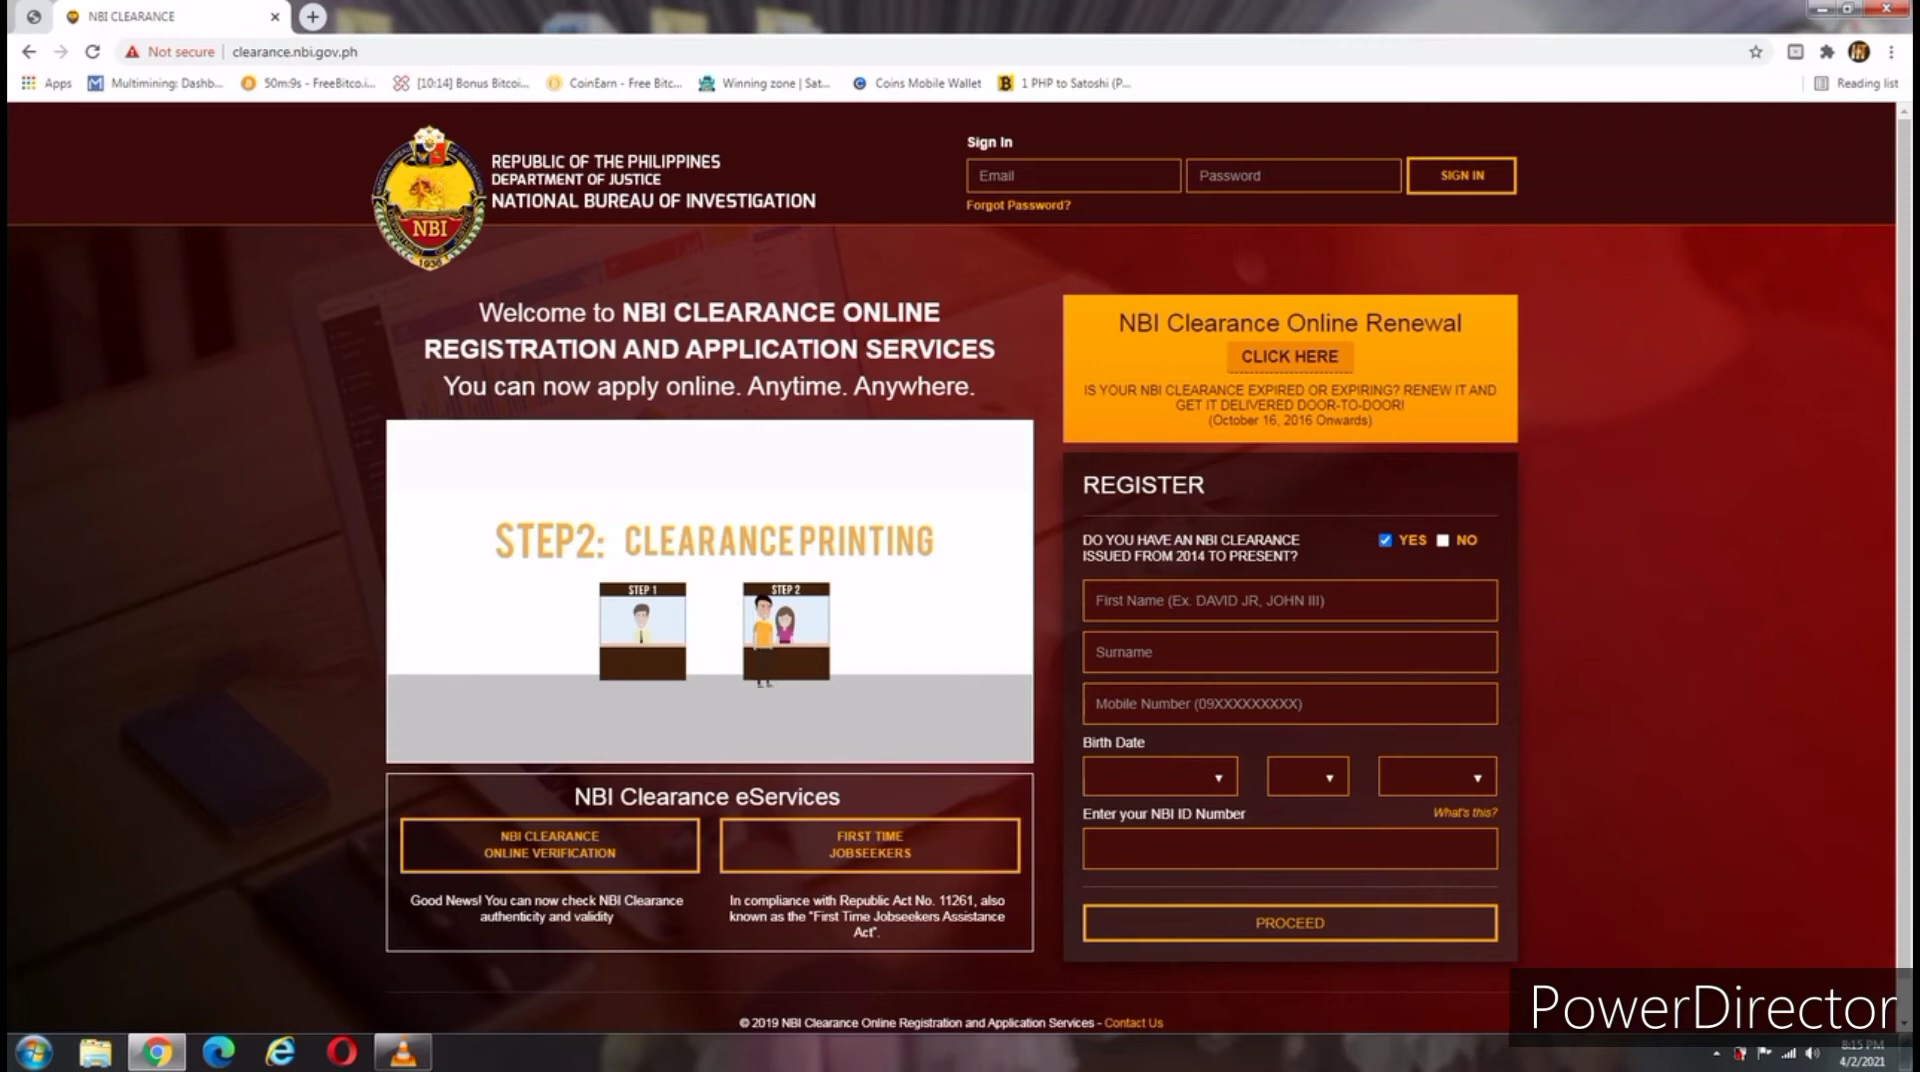 NBI CLEARANCE
Not secure
clearance.nbi.gov.ph
Apps
Multimining: Dashb...
50m:9s - FreeBitco.i...
[10:14] Bonus Bitcoi...
CoinEarn - Free Bitc...
Winning zone | Sat...
Coins Mobile Wallet
1 PHP to Satoshi (P...
Reading list
REPUBLIC OF THE PHILIPPINES
DEPARTMENT OF JUSTICE
NATIONAL BUREAU OF INVESTIGATION
NBI
1936
Sign In
Email
Password
SIGN IN
Forgot Password?
Welcome to NBI CLEARANCE ONLINE
REGISTRATION AND APPLICATION SERVICES
You can now apply online. Anytime. Anywhere.
STEP2: CLEARANCE PRINTING
STEP 1
STEP 2
NBI Clearance eServices
NBI CLEARANCE
ONLINE VERIFICATION
FIRST TIME
JOBSEEKERS
Good News! You can now check NBI Clearance
authenticity and validity
In compliance with Republic Act No. 11261, also
known as the "First Time Jobseekers Assistance
Act".
NBI Clearance Online Renewal
CLICK HERE
IS YOUR NBI CLEARANCE EXPIRED OR EXPIRING? RENEW IT AND
GET IT DELIVERED DOOR-TO-DOOR!
(October 16, 2016 Onwards)
REGISTER
DO YOU HAVE AN NBI CLEARANCE
ISSUED FROM 2014 TO PRESENT?
YES
NO
First Name (Ex. DAVID JR, JOHN III)
Surname
Mobile Number (09XXXXXXXXX)
Birth Date
Enter your NBI ID Number
What's this?
PROCEED
© 2019 NBI Clearance Online Registration and Application Services - Contact Us
PowerDirector
8:15 PM
4/2/2021